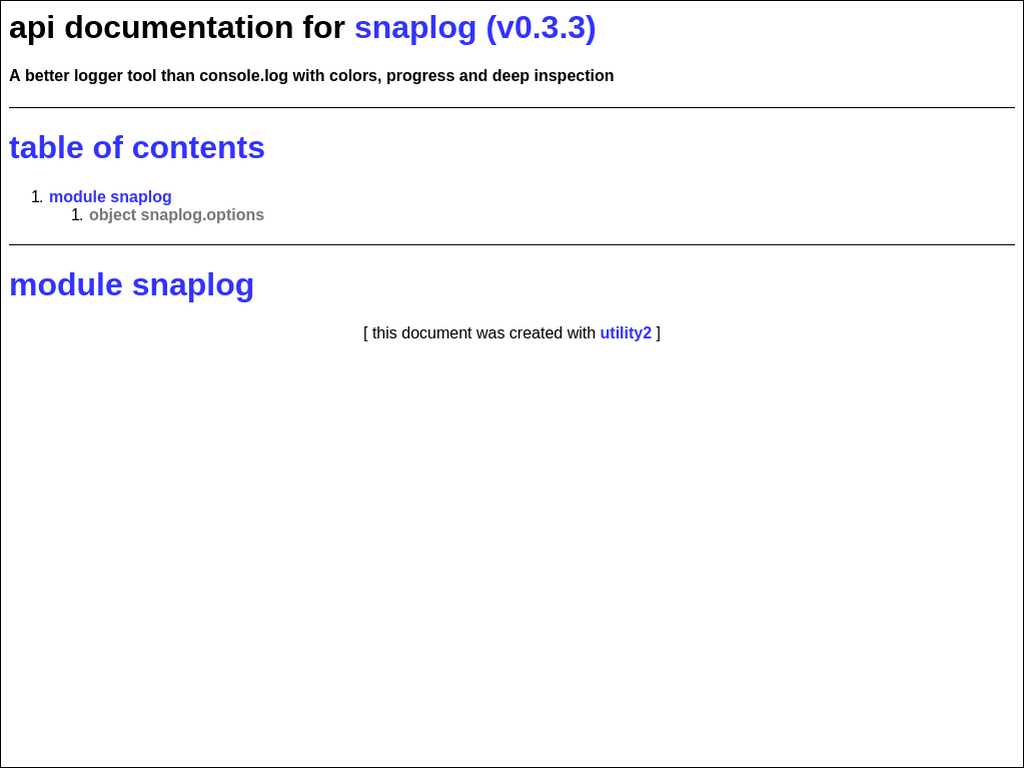 api documentation for snaplog (v0.3.3)
A better logger tool than console.log with colors, progress and deep inspection
table of contents
1. module snaplog
1. object snaplog.options
module snaplog
[ this document was created with utility2 ]